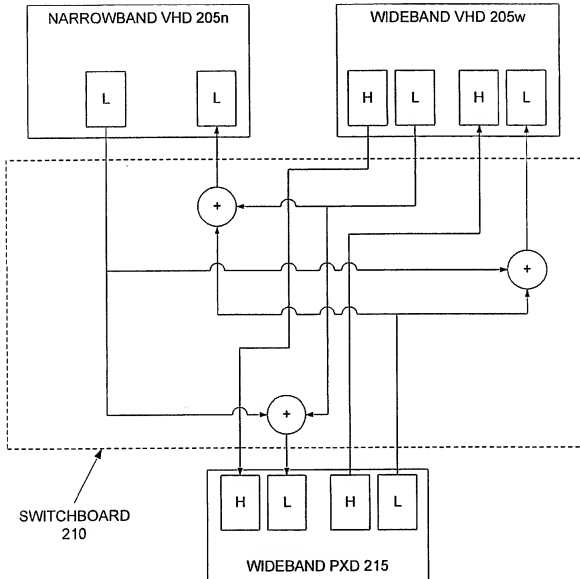 NARROWBAND VHD 205n
WIDEBAND VHD 205w
L
L
H
L
H
L
+
+
+
H
L
H
L
SWITCHBOARD
210
WIDEBAND PXD 215